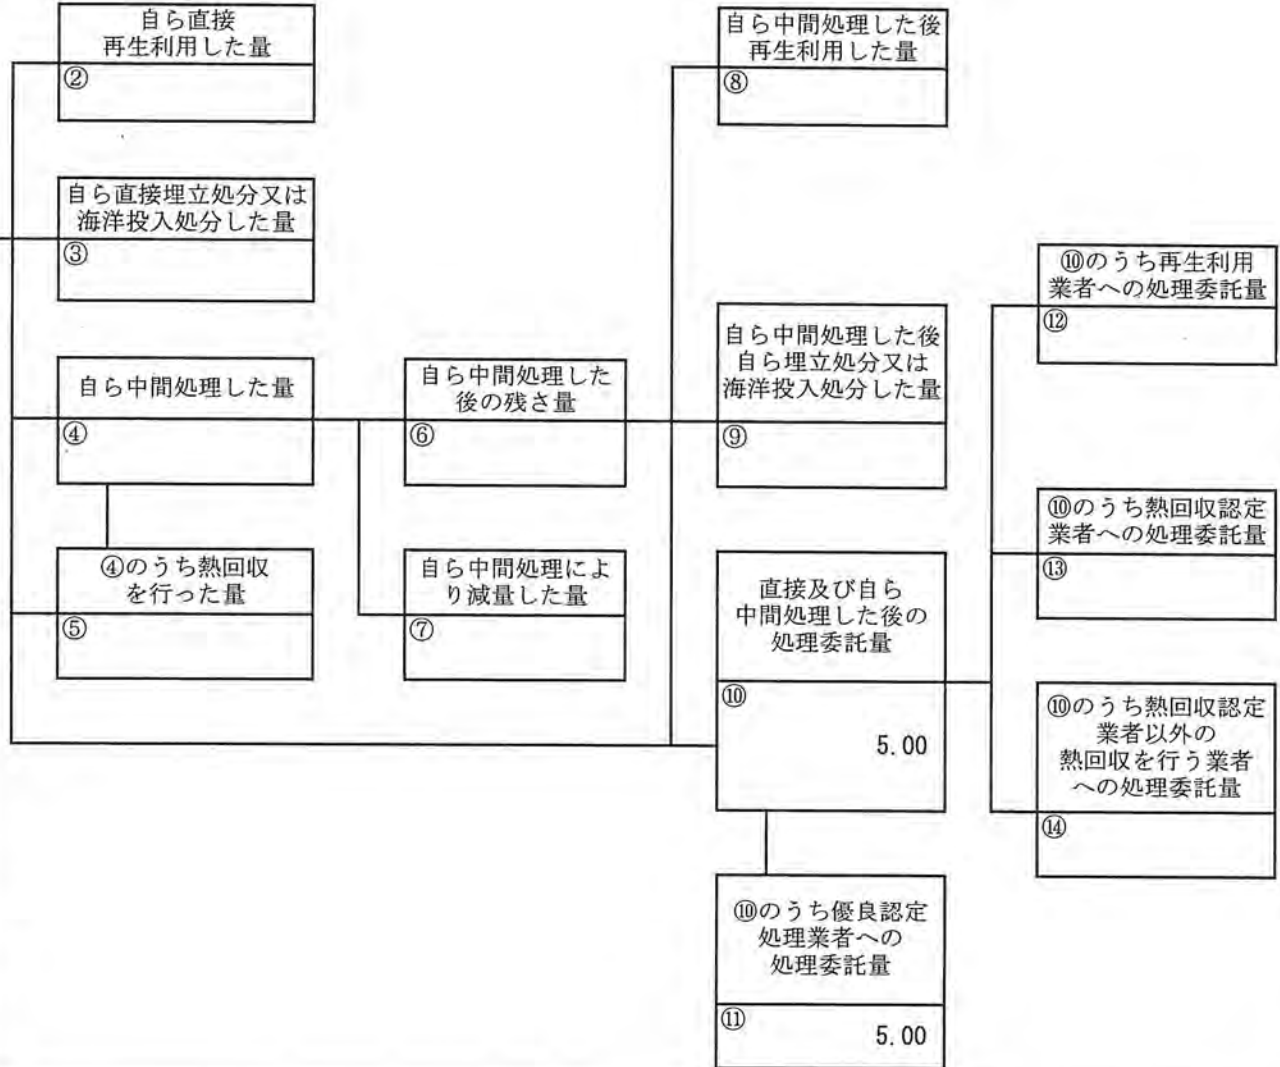 自ら直接
再生利用した量
②
自ら直接埋立処分又は
海洋投入処分した量
③
自ら中間処理した量
④
④のうち熱回収
を行った量
⑤
自ら中間処理した
後の残さ量
⑥
自ら中間処理によ
り減量した量
⑦
自ら中間処理した後
再生利用した量
⑧
自ら中間処理した後
自ら埋立処分又は
海洋投入処分した量
⑨
直接及び自ら
中間処理した後の
処理委託量
⑩
5.00
⑩のうち優良認定
処理業者への
処理委託量
⑪
5.00
⑩のうち再生利用
業者への処理委託量
⑫
⑩のうち熱回収認定
業者への処理委託量
⑬
⑩のうち熱回収認定
業者以外の
熱回収を行う業者
への処理委託量
⑭